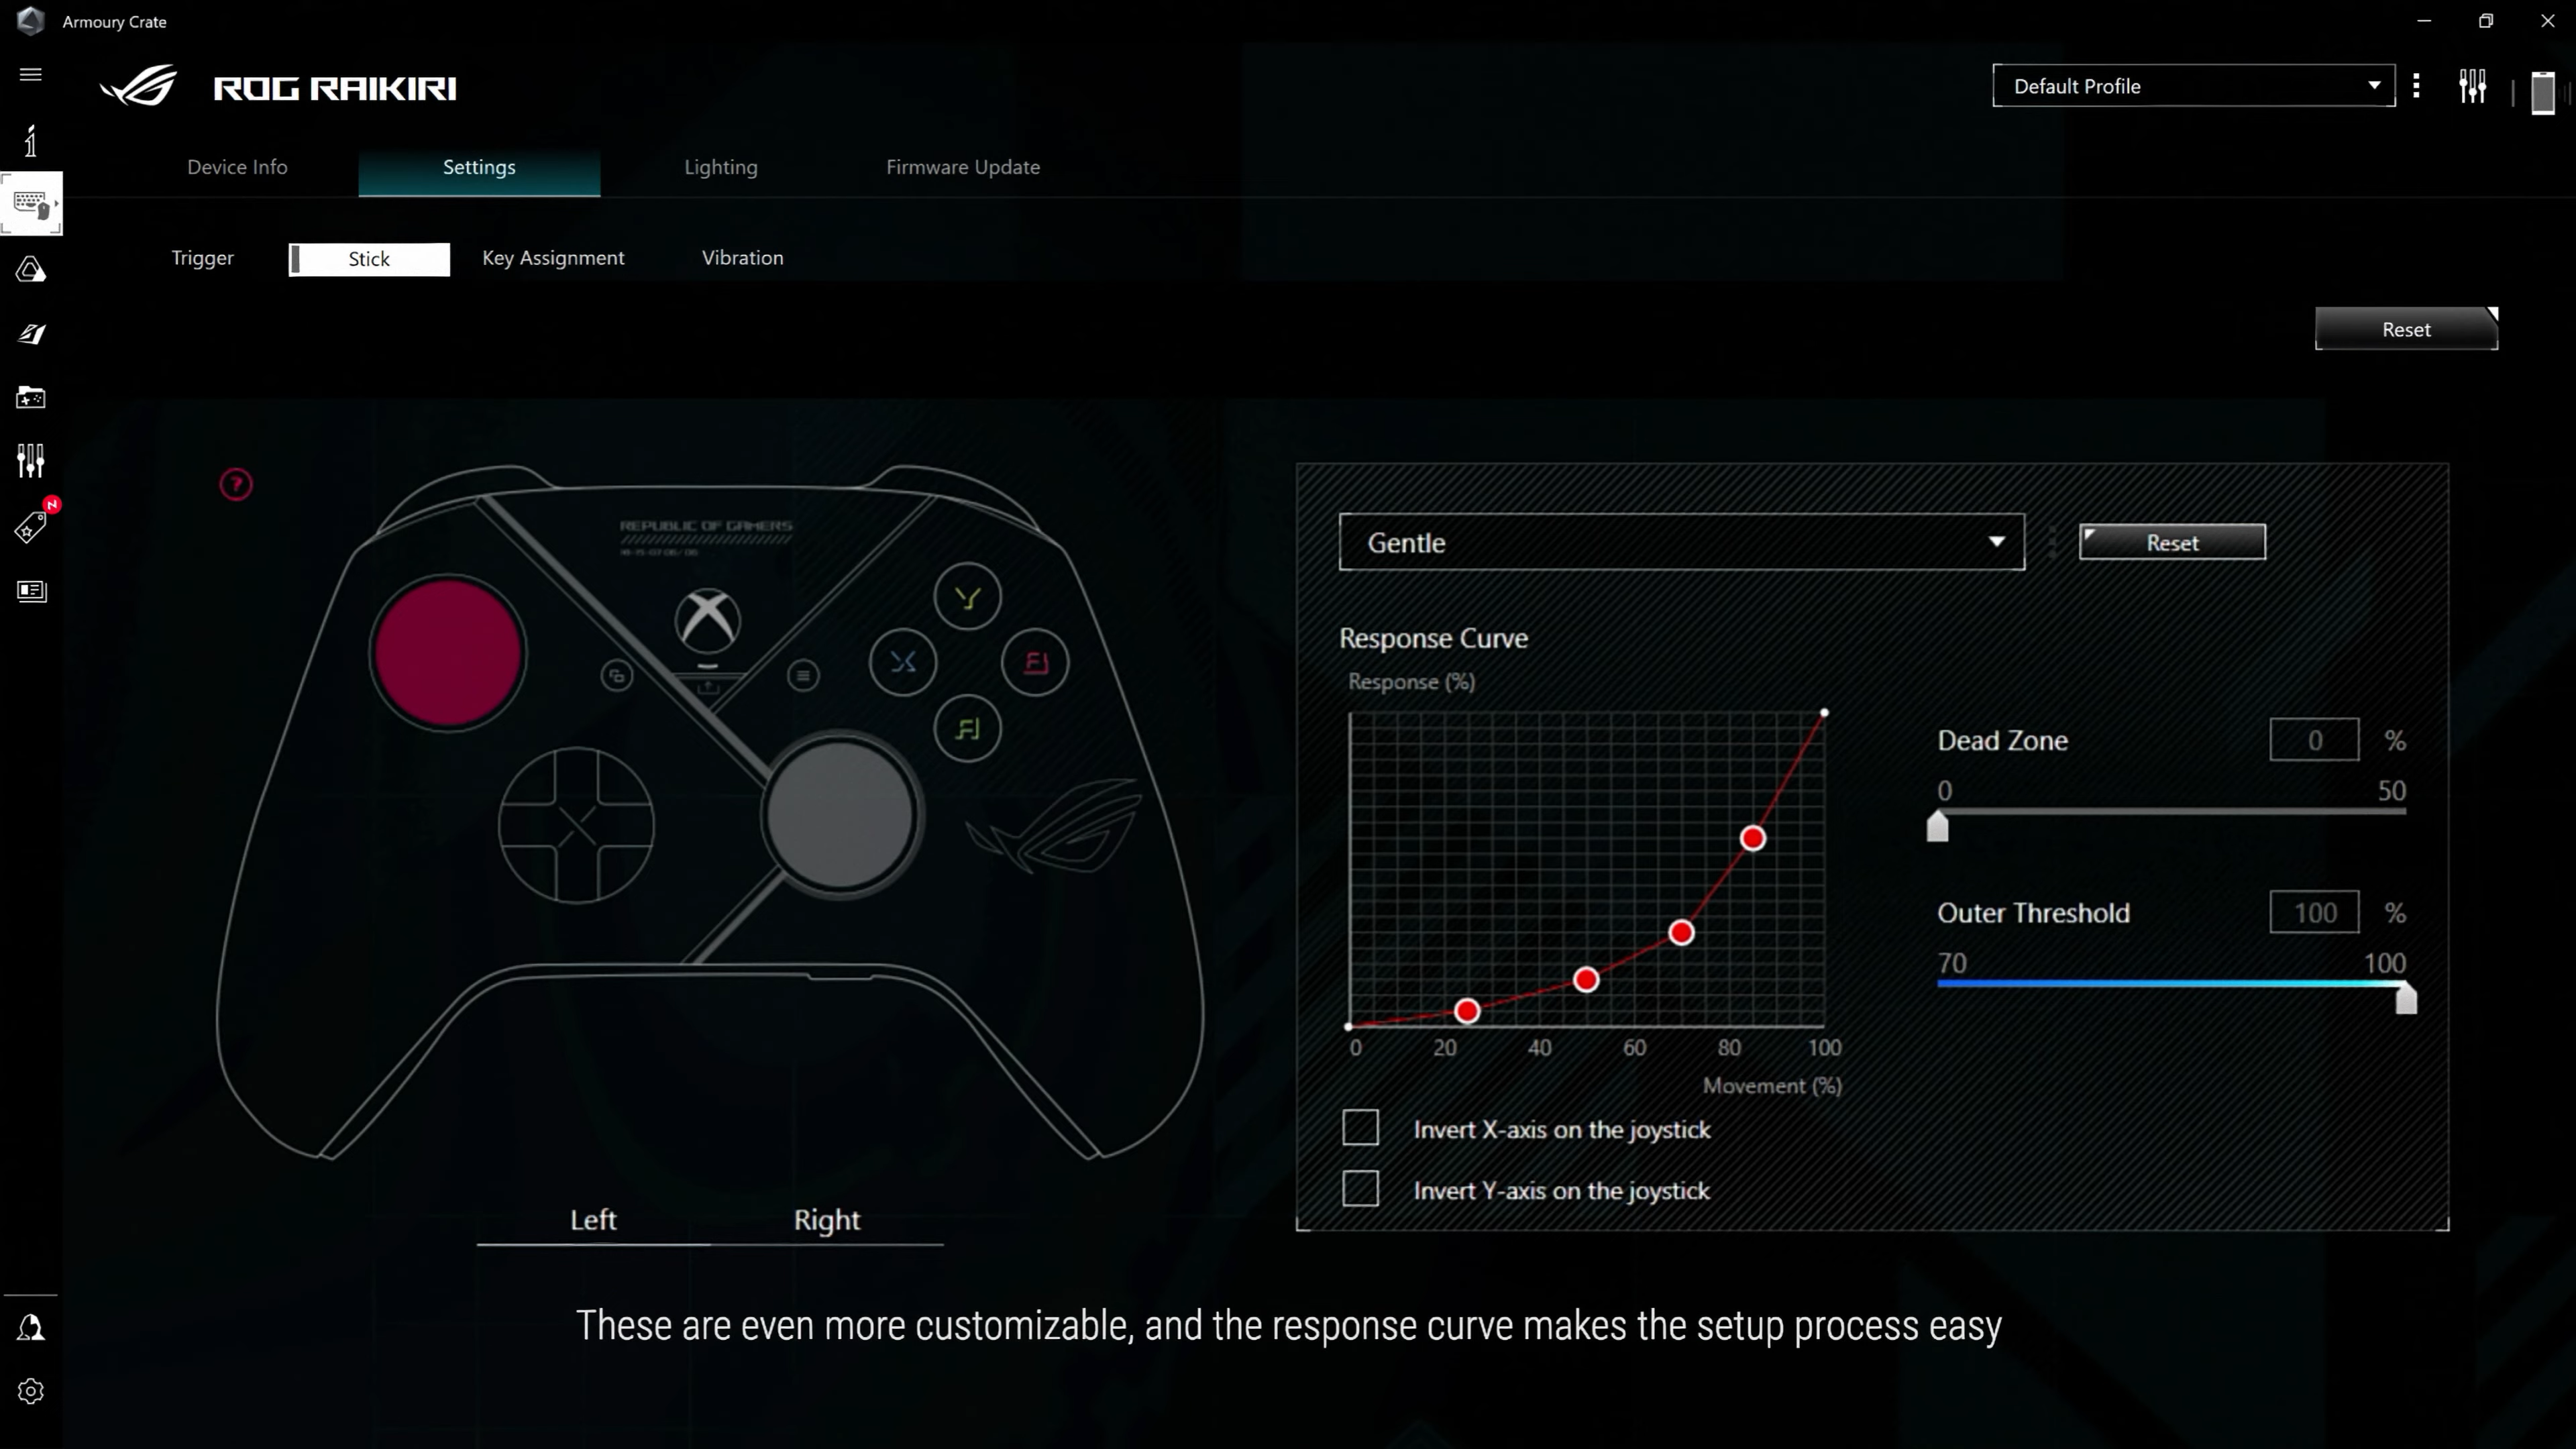 Armoury Crate
ROG RAIKIRI
Default Profile
Device Info
Settings
Lighting
Firmware Update
Trigger
Stick
Key Assignment
Vibration
Reset
?
N
REPUBLIC OF GAMERS
Y
X
B
A
Gentle
Reset
Response Curve
Response (%)
0 20 40 60 80 100
Movement (%)
Dead Zone 0 %
0 50
Outer Threshold 100 %
70 100
Invert X-axis on the joystick
Invert Y-axis on the joystick
Left
Right
These are even more customizable, and the response curve makes the setup process easy